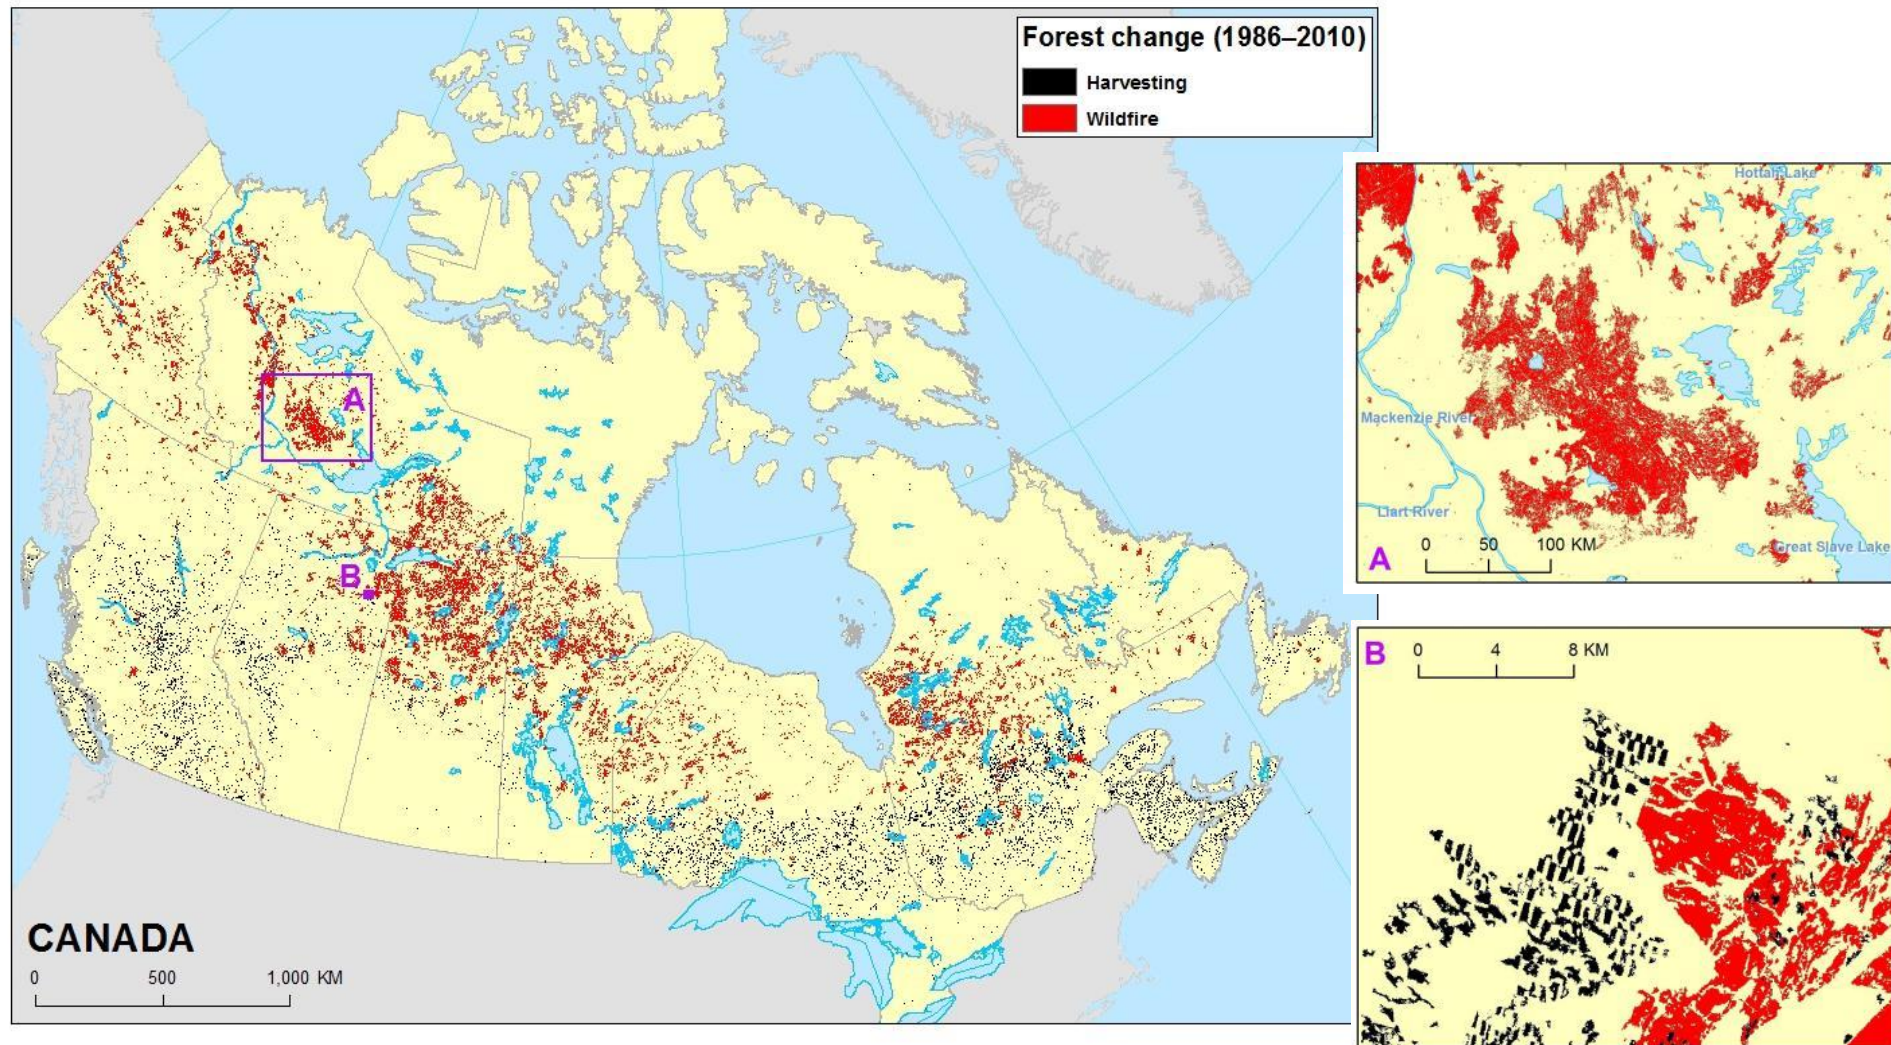 Forest change (1986–2010)
Harvesting
Wildfire
A
B
CANADA
0 500 1,000 KM
Hottah Lake
Mackenzie River
Liart River
Great Slave Lake
0 50 100 KM
A
B
0 4 8 KM